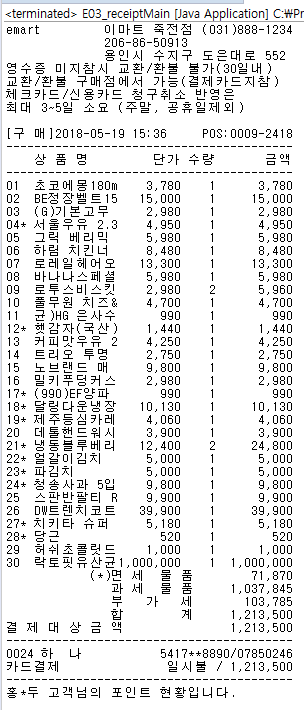 <terminated> E03_receiptMain [Java Application] C:\Pr
emart 이마트 죽전점 (031)888-1234
206-86-50913
용인시 수지구 도은대로 552
영수증 미지참시 교환/환불 불가(30일내)
교환/환불 구매점에서 가능(결제카드지참)
체크카드/신용카드 청구취소 반영은
최대 3~5일 소요 (주말, 공휴일제외)
[구 매]2018-05-19 15:36 POS:0009-2418
상 품 명 단가 수량 금액
01 초코에몽180m 3,780 1 3,780
02 BE정장벨트15 15,000 1 15,000
03 (G)기본고무 2,980 1 2,980
04* 서울우유 2.3 4,950 1 4,950
05 그릭 베리믹 5,980 1 5,980
06 하림 치킨너 8,480 1 8,480
07 로레일헤어오 13,300 1 13,300
08 바나나스페셜 5,980 1 5,980
09 로투스비스킷 2,980 2 5,960
10 풀무원 치즈& 4,700 1 4,700
11 균)HG 은사수 990 1 990
12* 햇감자(국산) 1,440 1 1,440
13 커피맛우유 2 4,250 1 4,250
14 트리오 투명 2,750 1 2,750
15 노브랜드 매 9,800 1 9,800
16 밀키푸딩커스 2,980 1 2,980
17* (990)EF양파 990 1 990
18* 달링다운냉장 10,130 1 10,130
19* 제주등심카레 4,060 1 4,060
20 데톨핸드워시 3,900 1 3,900
21* 냉동블루베리 12,400 2 24,800
22* 얼갈이김치 5,000 1 5,000
23* 파김치 5,000 1 5,000
24* 청송사과 5입 9,800 1 9,800
25 스판반팔티 R 9,900 1 9,900
26 DW트렌치코트 39,900 1 39,900
27* 치키타 슈퍼 5,180 1 5,180
28* 당근 520 1 520
29 허쉬초콜릿드 1,000 1 1,000
30 락토핏유산균1,000,000 1 1,000,000
(*)면 세 물 품 71,870
과 세 물 품 1,037,845
부 가 세 103,785
합 계 1,213,500
결 제 대 상 금 액 1,213,500
0024 하 나 5417**8890/07850246
카드결제 일시불 / 1,213,500
홍*두 고객님의 포인트 현황입니다.